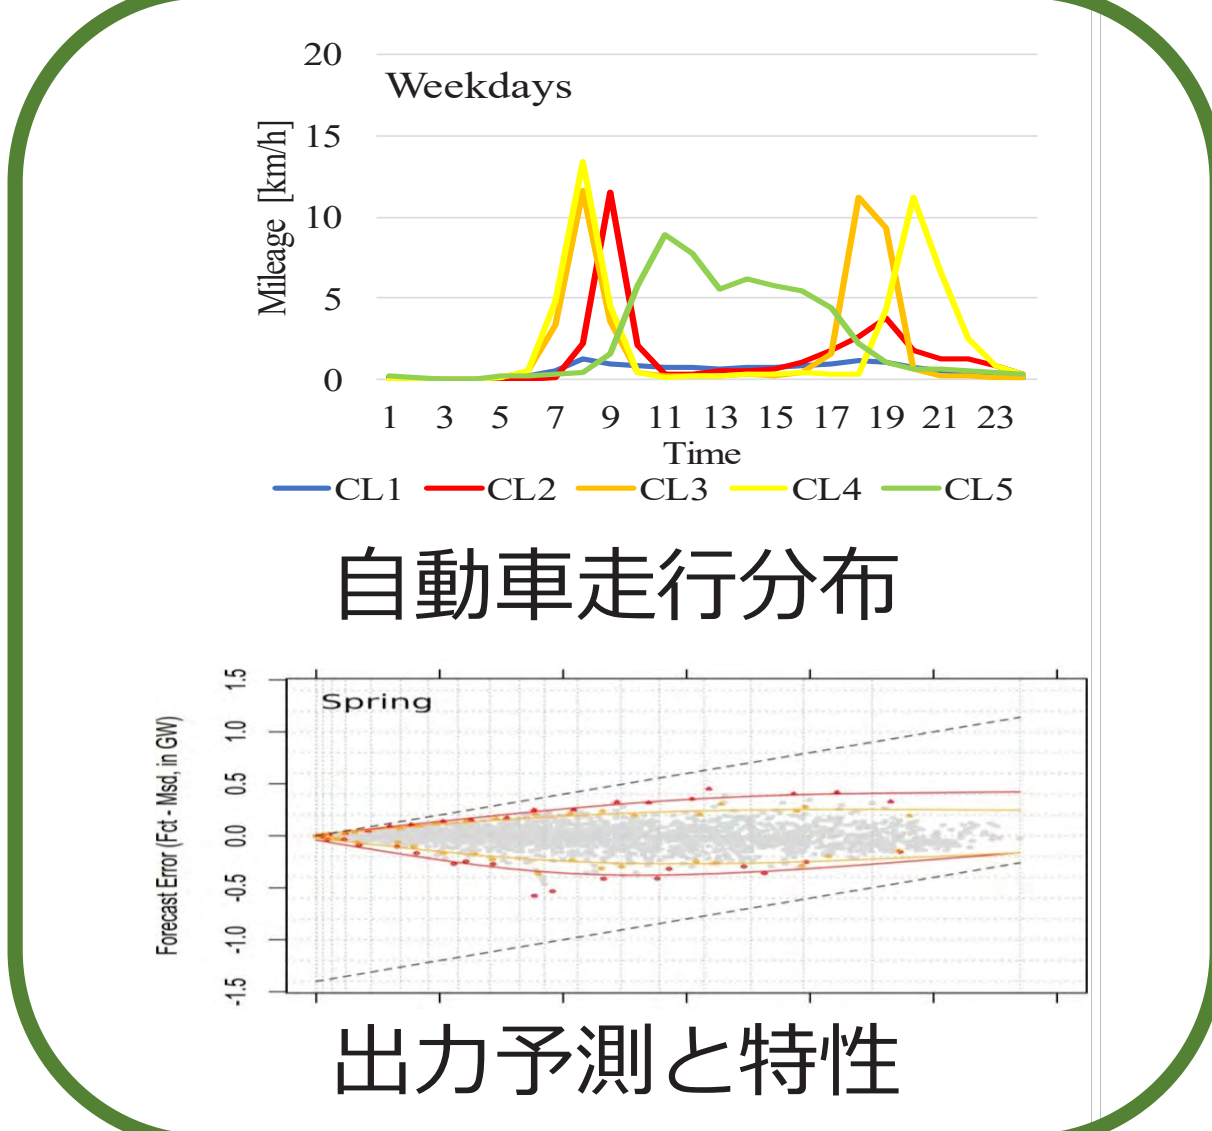 20
Weekdays
15
10
5
0
Mileage [km/h]
1 3 5 7 9 11 13 15 17 19 21 23
Time
CL1 CL2 CL3 CL4 CL5
自動車走行分布
Spring
1.5
1.0
0.5
0.0
-0.5
-1.0
-1.5
Forecast Error (Fct - Msd, in GW)
出力予測と特性